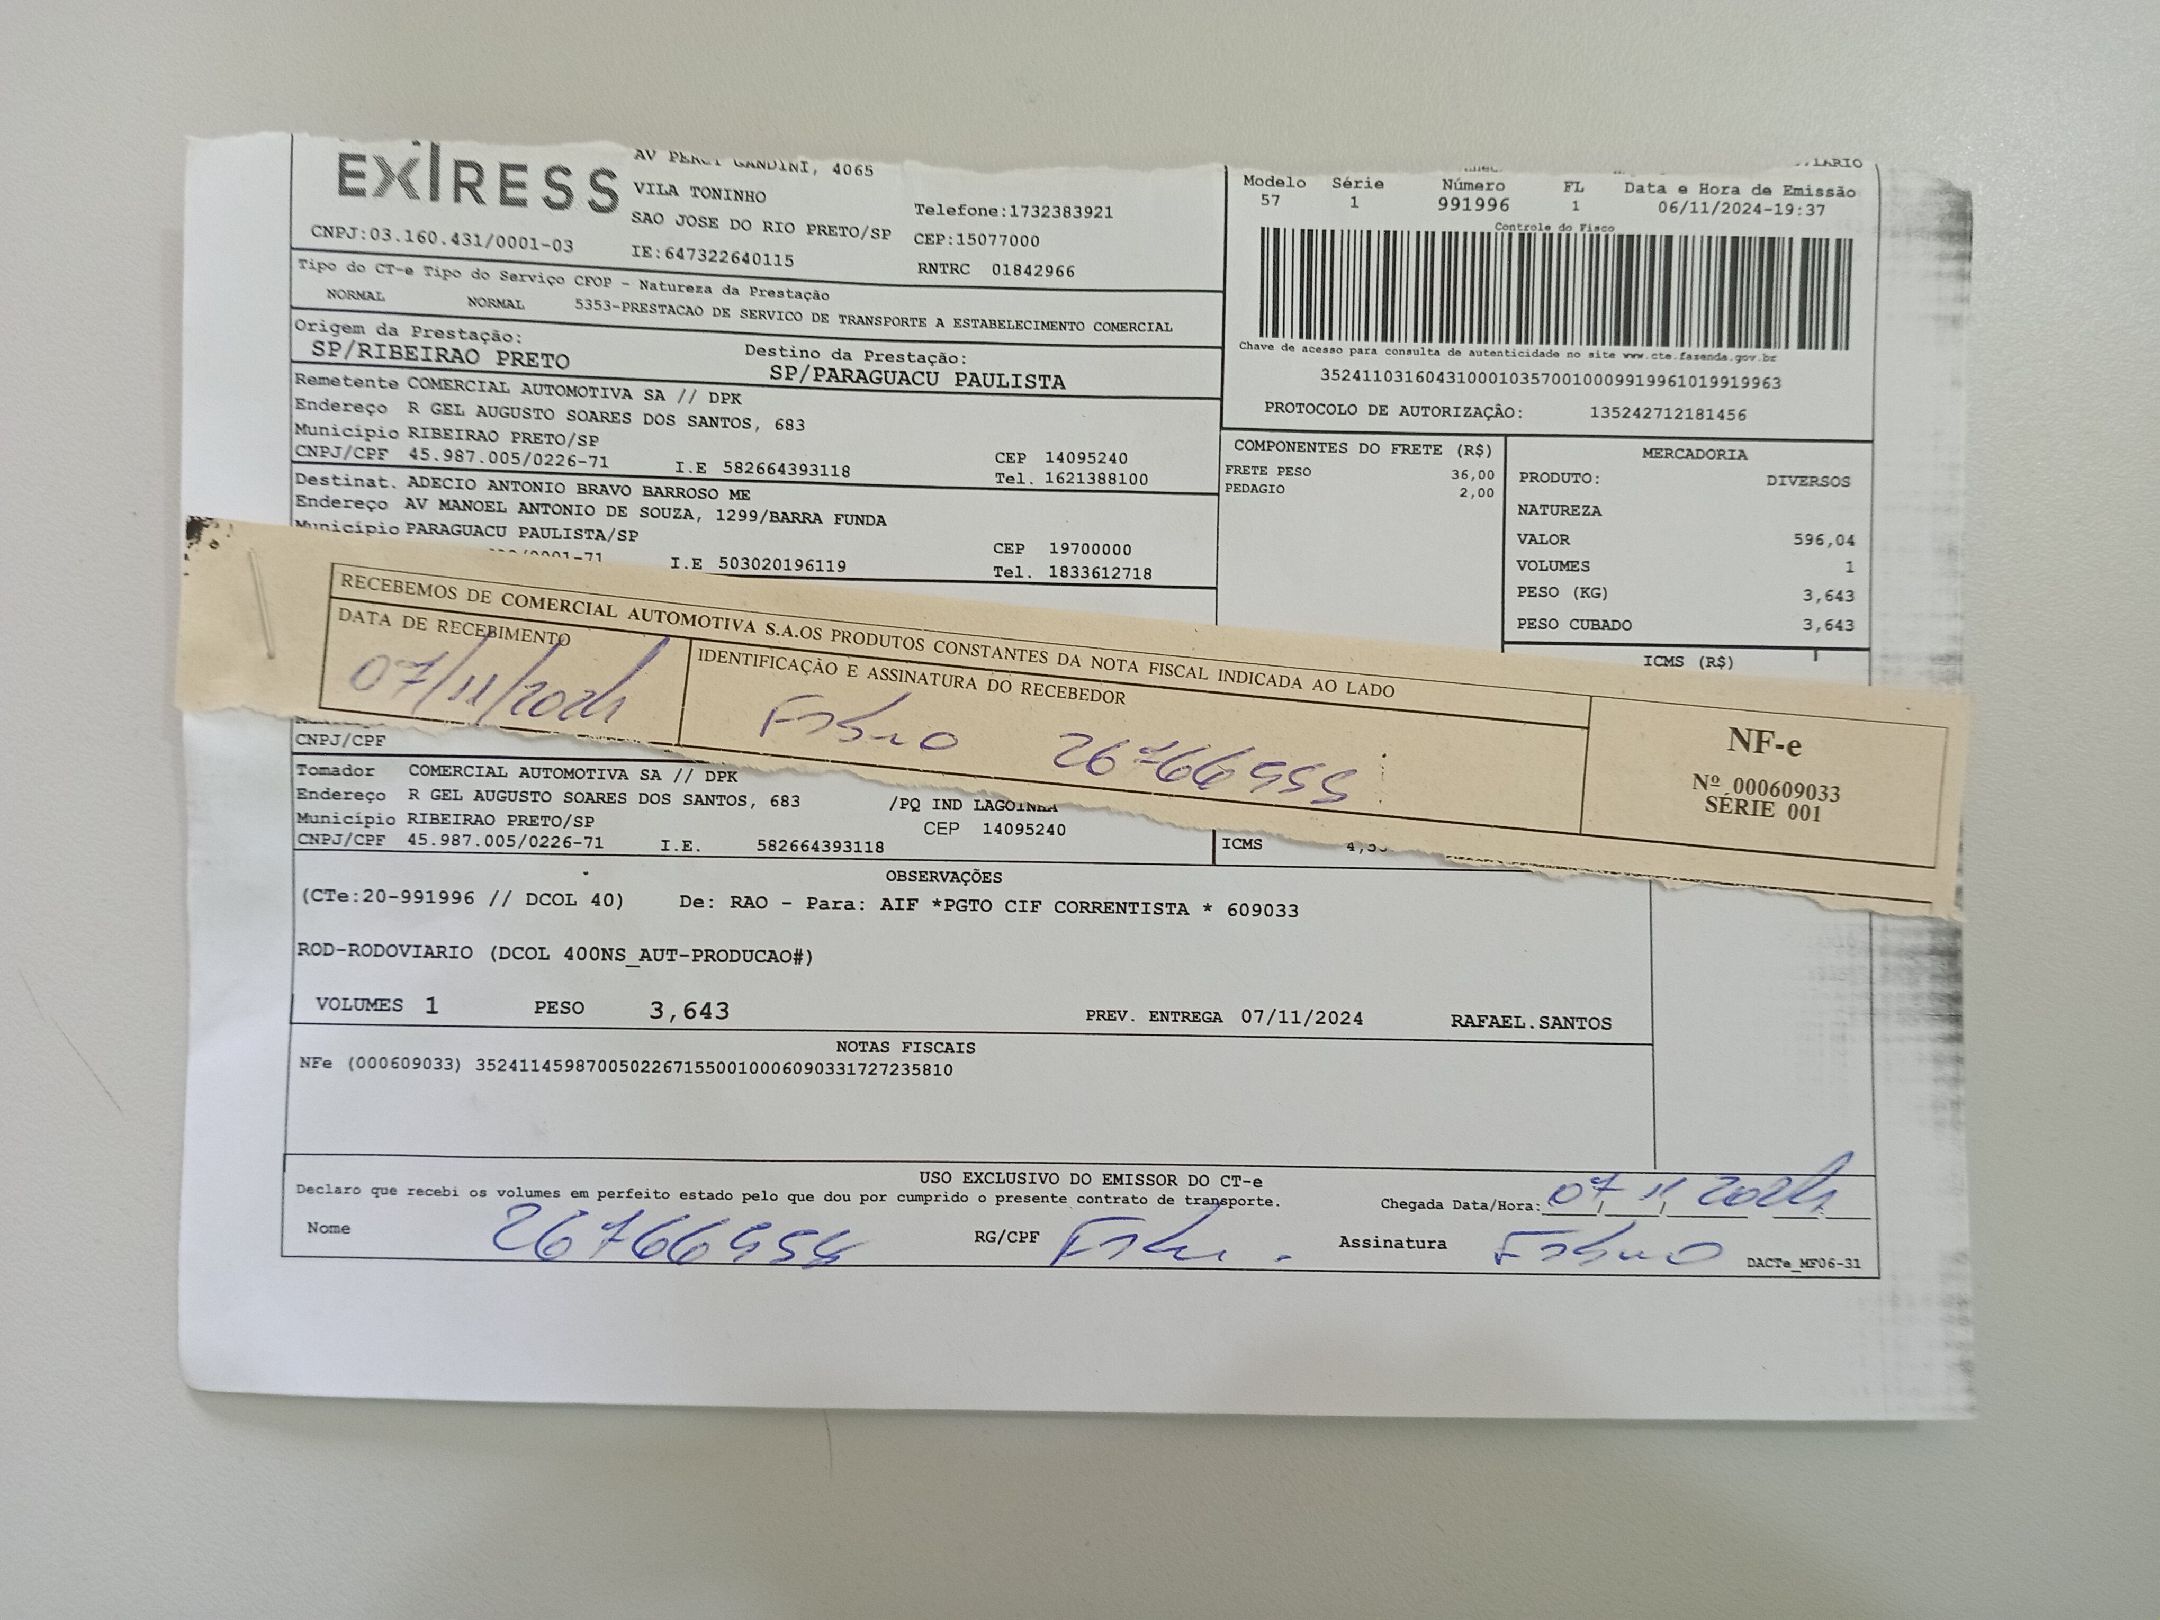 EXPRESS
AV PERCY GANDINI, 4065
VILA TONINHO
SAO JOSE DO RIO PRETO/SP
IE:647322640115
Telefone:1732383921
CEP:15077000
RNTRC 01842966
CNPJ:03.160.431/0001-03
Modelo Série Número FL Data e Hora de Emissão
57 1 991996 1 06/11/2024-19:37
Controle do Fisco
Chave de acesso para consulta de autenticidade no site www.cte.fazenda.gov.br
35241103160431000103570010009919961019919963
PROTOCOLO DE AUTORIZAÇÂO: 135242712181456
Tipo do CT-e Tipo do Serviço CFOP - Natureza da Prestação
NORMAL NORMAL 5353-PRESTACAO DE SERVICO DE TRANSPORTE A ESTABELECIMENTO COMERCIAL
Origem da Prestação: Destino da Prestação:
SP/RIBEIRAO PRETO SP/PARAGUACU PAULISTA
Remetente COMERCIAL AUTOMOTIVA SA // DPK
Endereço R GEL AUGUSTO SOARES DOS SANTOS, 683
Município RIBEIRAO PRETO/SP CEP 14095240
CNPJ/CPF 45.987.005/0226-71 I.E 582664393118 Tel. 1621388100
Destinat. ADECIO ANTONIO BRAVO BARROSO ME
Endereço AV MANOEL ANTONIO DE SOUZA, 1299/BARRA FUNDA
Município PARAGUACU PAULISTA/SP CEP 19700000
/0001-71 I.E 503020196119 Tel. 1833612718
COMPONENTES DO FRETE (R$)
FRETE PESO 36,00
PEDAGIO 2,00
MERCADORIA
PRODUTO: DIVERSOS
NATUREZA
VALOR 596,04
VOLUMES 1
PESO (KG) 3,643
PESO CUBADO 3,643
ICMS (R$)
RECEBEMOS DE COMERCIAL AUTOMOTIVA S.A.OS PRODUTOS CONSTANTES DA NOTA FISCAL INDICADA AO LADO
DATA DE RECEBIMENTO IDENTIFICAÇÃO E ASSINATURA DO RECEBEDOR
07/11/2024 26766955
NF-e
Nº 000609033
SÉRIE 001
CNPJ/CPF
Tomador COMERCIAL AUTOMOTIVA SA // DPK
Endereço R GEL AUGUSTO SOARES DOS SANTOS, 683 /PQ IND LAGOINHA
Município RIBEIRAO PRETO/SP CEP 14095240
CNPJ/CPF 45.987.005/0226-71 I.E. 582664393118
ICMS
OBSERVAÇÕES
(CTe:20-991996 // DCOL 40) De: RAO - Para: AIF *PGTO CIF CORRENTISTA * 609033
ROD-RODOVIARIO (DCOL 400NS_AUT-PRODUCAO#)
VOLUMES 1 PESO 3,643 PREV. ENTREGA 07/11/2024 RAFAEL.SANTOS
NOTAS FISCAIS
NFe (000609033) 35241145987005022671550010006090331727235810
USO EXCLUSIVO DO EMISSOR DO CT-e
Declaro que recebi os volumes em perfeito estado pelo que dou por cumprido o presente contrato de transporte. Chegada Data/Hora: 07 11 2024
Nome 26766955 RG/CPF Assinatura DACTe_MF06-31